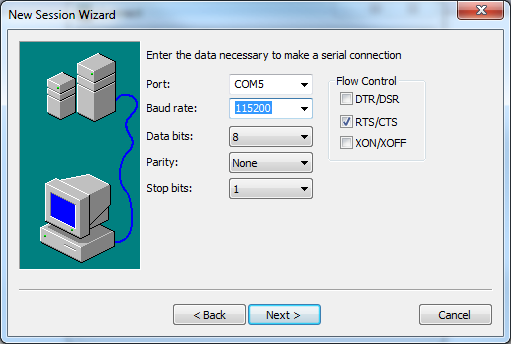 New Session Wizard
Enter the data necessary to make a serial connection
Port: COM5
Baud rate: 115200
Data bits: 8
Parity: None
Stop bits: 1
Flow Control
DTR/DSR
RTS/CTS
XON/XOFF
< Back Next > Cancel